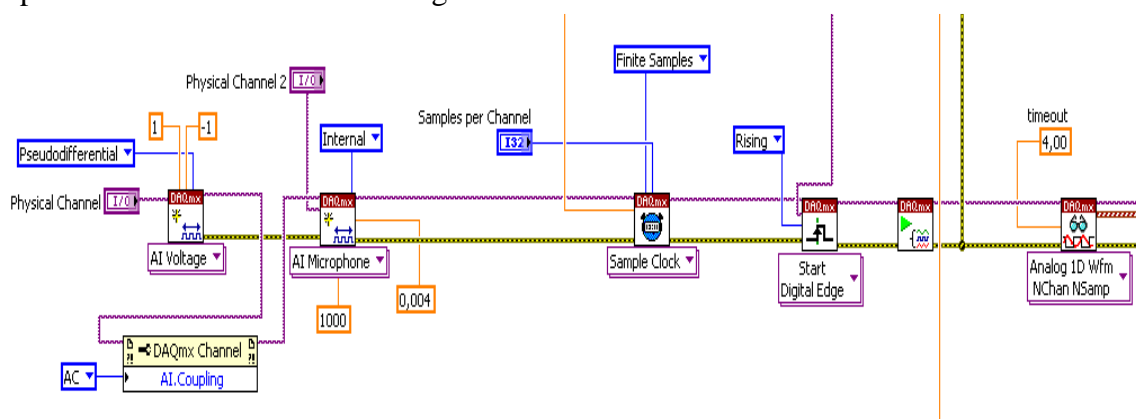 Finite Samples
Physical Channel 2
I/O
Samples per Channel
I32
timeout
1
-1
Internal
Rising
4,00
Pseudodifferential
Physical Channel
I/O
DAQmx
DAQmx
DAQmx
DAQmx
DAQmx
DAQmx
AI Voltage
AI Microphone
Sample Clock
Start
Digital Edge
Analog 1D Wfm
NChan NSamp
0,004
1000
DAQmx Channel
AC
AI.Coupling